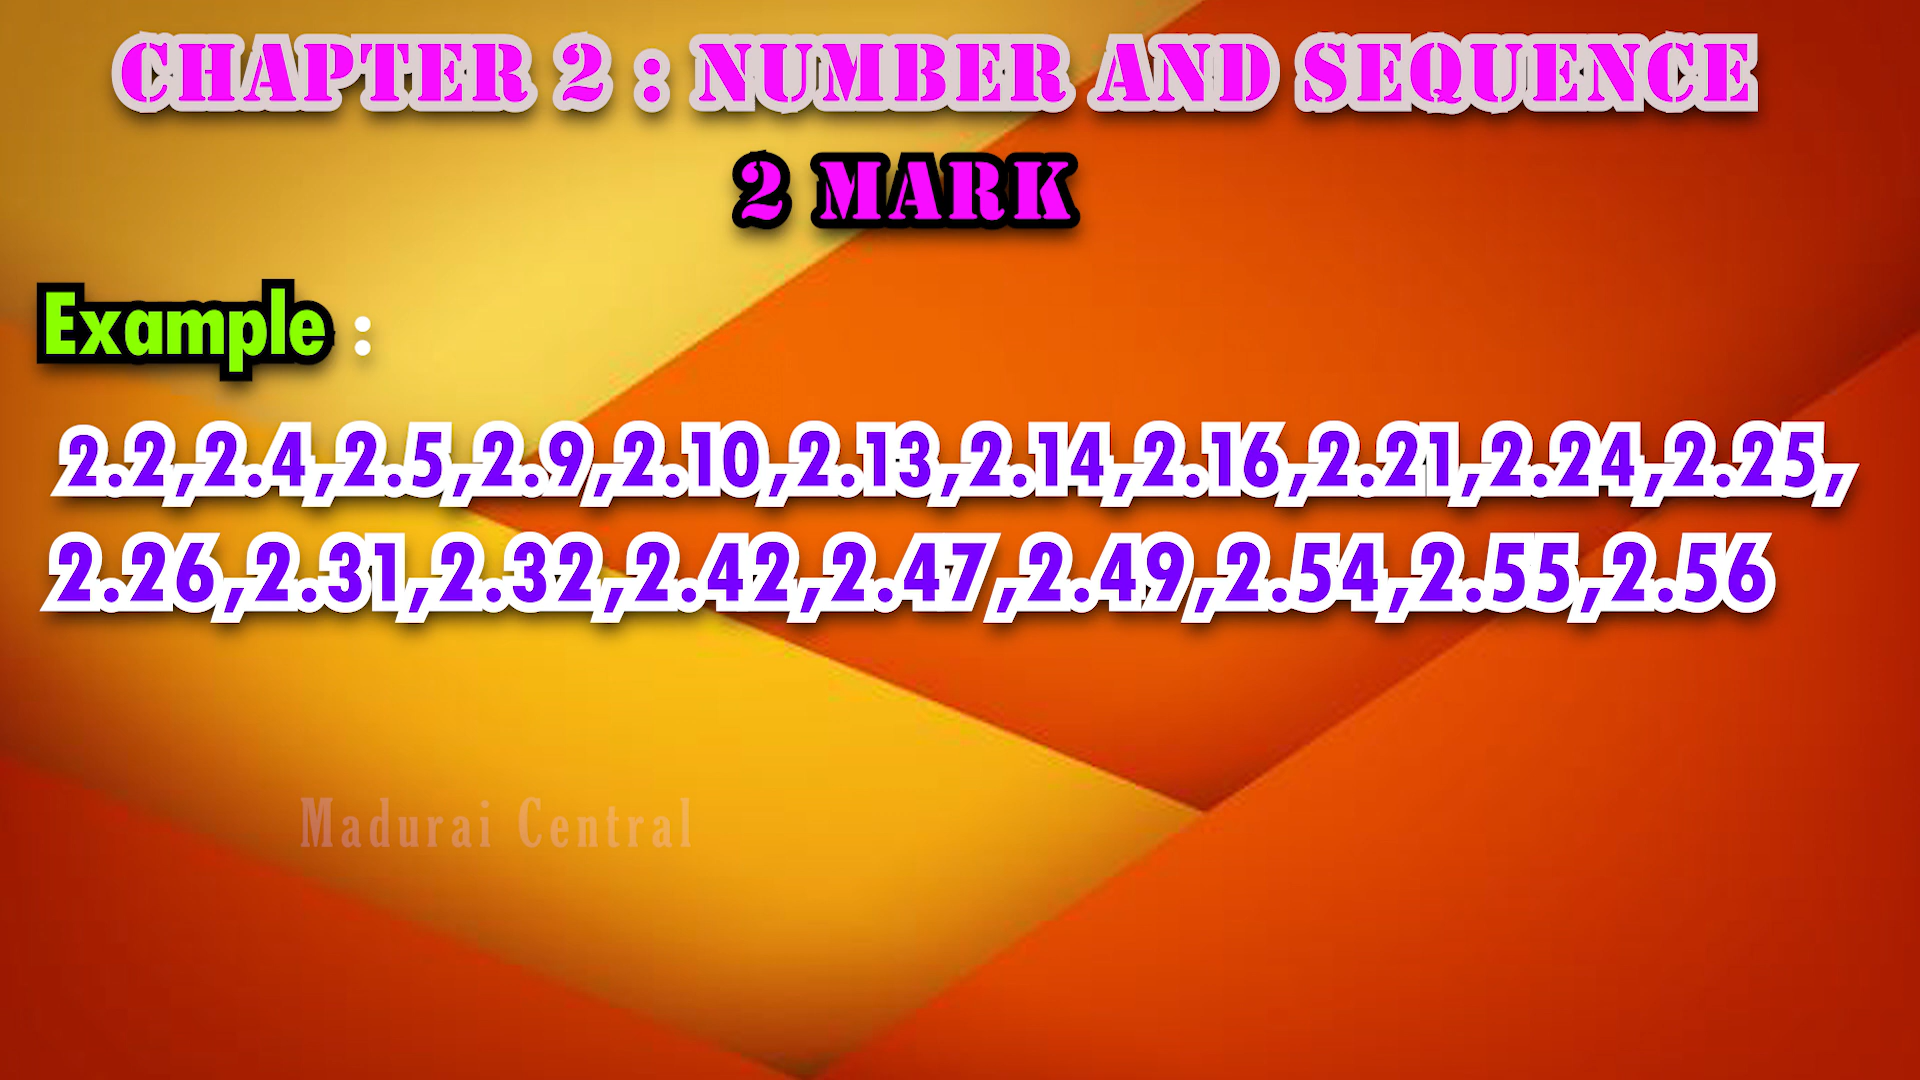 CHAPTER 2 : NUMBER AND SEQUENCE
2 MARK
Example :
2.2,2.4,2.5,2.9,2.10,2.13,2.14,2.16,2.21,2.24,2.25,
2.26,2.31,2.32,2.42,2.47,2.49,2.54,2.55,2.56
Madurai Central